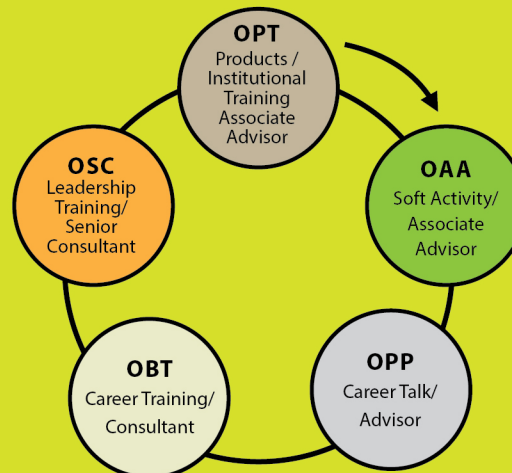 OPT
Products /
Institutional
Training
Associate
Advisor
OAA
Soft Activity/
Associate
Advisor
OPP
Career Talk/
Advisor
OBT
Career Training/
Consultant
OSC
Leadership
Training/
Senior
Consultant